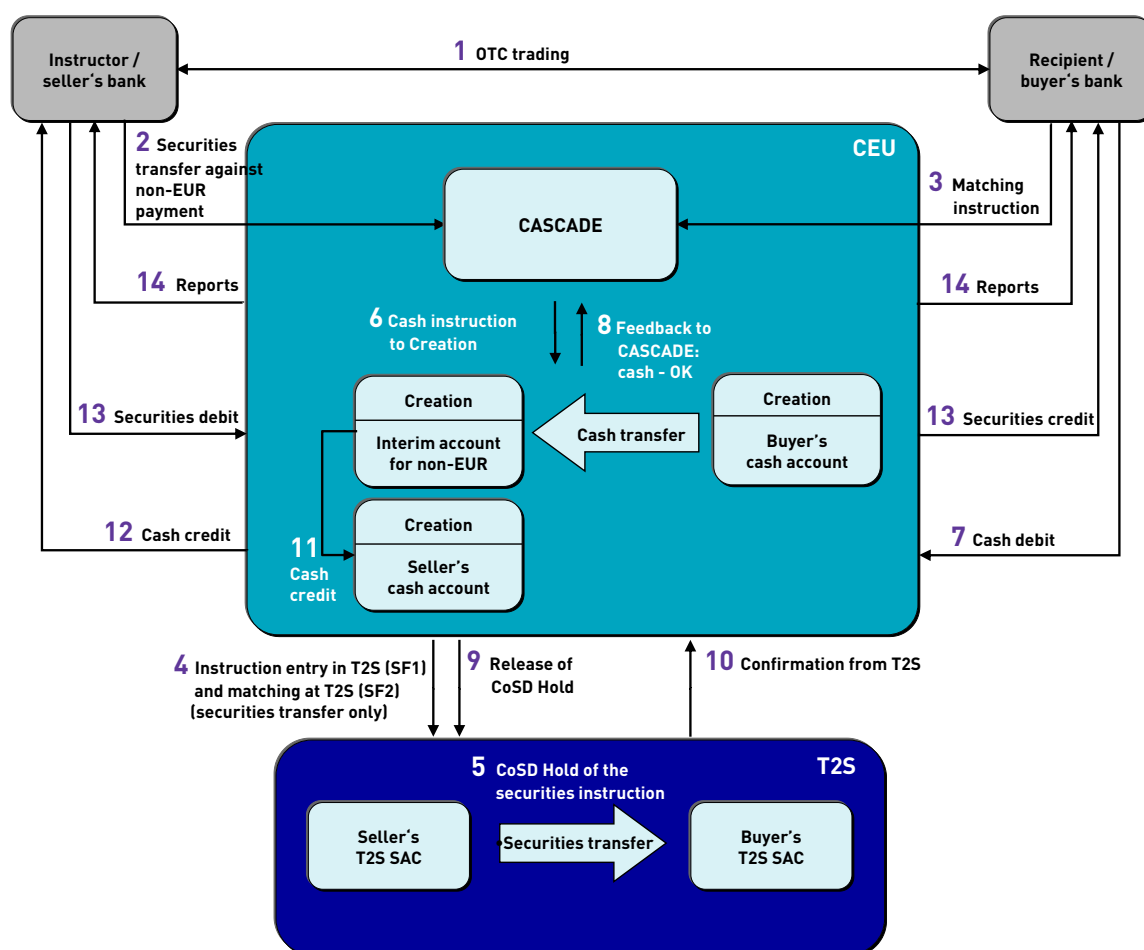 Instructor /
seller's bank
1 OTC trading
Recipient /
buyer's bank
CEU
2 Securities
transfer against
non-EUR
payment
CASCADE
3 Matching
instruction
14 Reports
14 Reports
6 Cash instruction
to Creation
8 Feedback to
CASCADE:
cash - OK
Creation
Interim account
for non-EUR
Cash transfer
Creation
Buyer's
cash account
13 Securities debit
13 Securities credit
12 Cash credit
11
Cash
credit
Creation
Seller's
cash account
7 Cash debit
4 Instruction entry in T2S (SF1)
and matching at T2S (SF2)
(securities transfer only)
9 Release of
CoSD Hold
10 Confirmation from T2S
T2S
5 CoSD Hold of the
securities instruction
Seller's
T2S SAC
•Securities transfer
Buyer's
T2S SAC